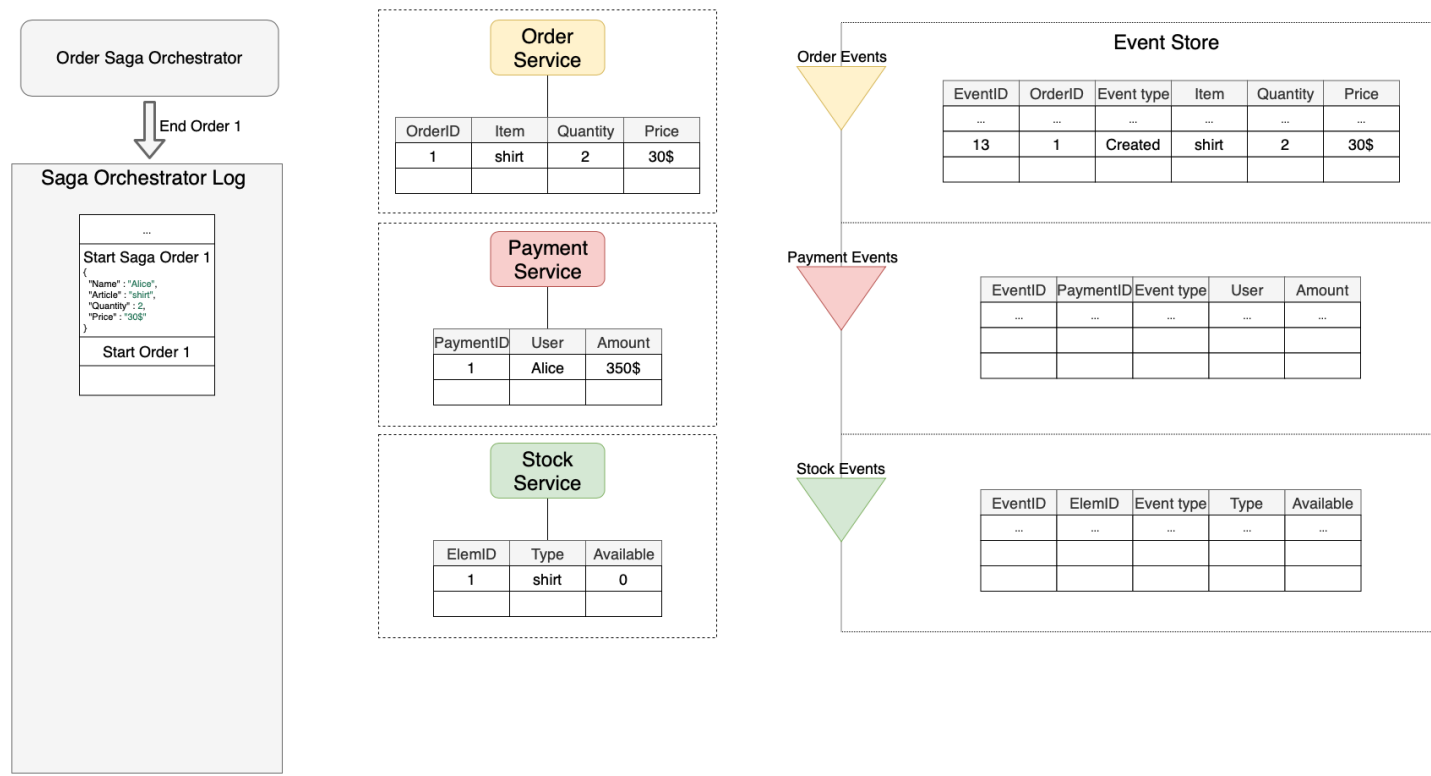 Order Saga Orchestrator
End Order 1
Saga Orchestrator Log
...
Start Saga Order 1
{
"Name" : "Alice",
"Article" : "shirt",
"Quantity" : 2,
"Price" : "30$"
}
Start Order 1
Order
Service
OrderID Item Quantity Price
1 shirt 2 30$
Payment
Service
PaymentID User Amount
1 Alice 350$
Stock
Service
ElemID Type Available
1 shirt 0
Event Store
Order Events
EventID OrderID Event type Item Quantity Price
... ... ... ... ... ...
13 1 Created shirt 2 30$
Payment Events
EventID PaymentID Event type User Amount
... ... ... ... ...
Stock Events
EventID ElemID Event type Type Available
... ... ... ... ...